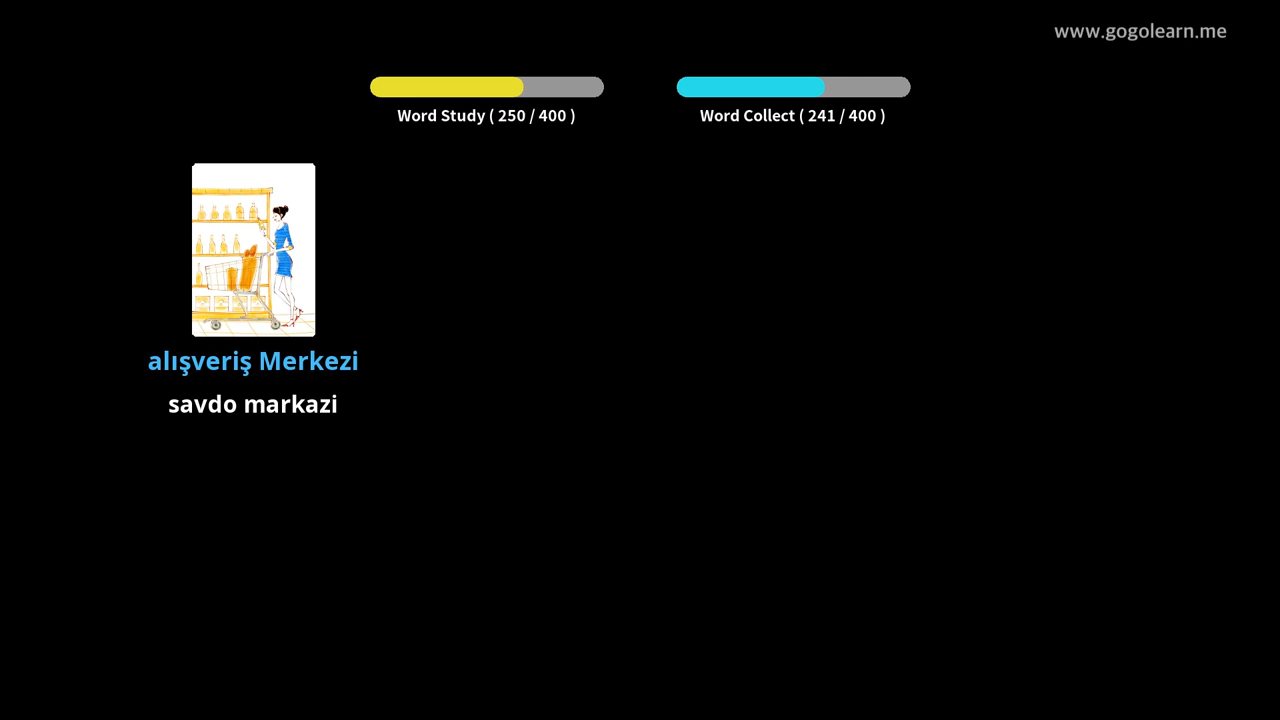 www.gogolearn.me
Word Study ( 250 / 400 )
Word Collect ( 241 / 400 )
alışveriş Merkezi
savdo markazi